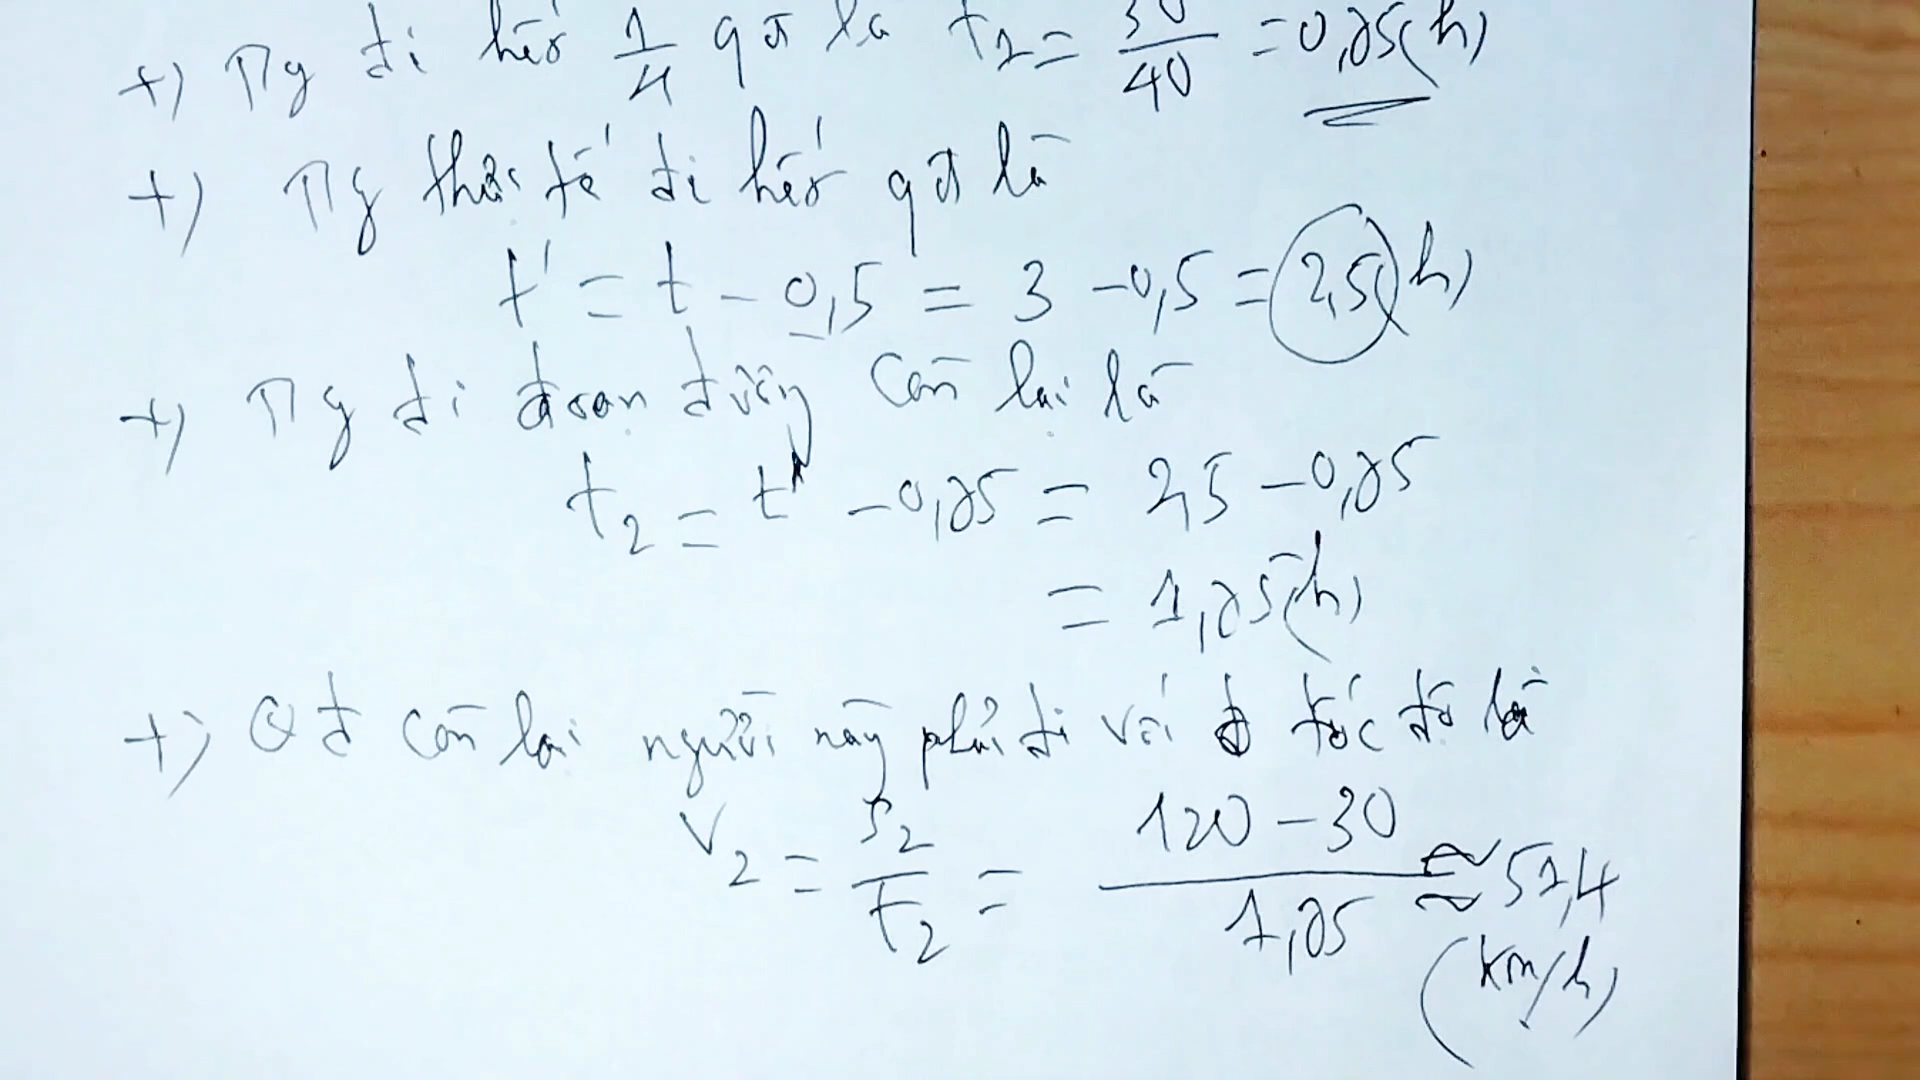 +) Tg đi hết 1/4 qđ là t1 = 30/40 = 0,75(h)
+) Tg thực tế đi hết qđ là
t' = t - 0,5 = 3 - 0,5 = 2,5(h)
+) Tg đi đoạn đường còn lại là
t2 = t' - 0,75 = 2,5 - 0,75
= 1,75(h)
+) Qđ còn lại người này phải đi với tốc độ là
v2 = s2/t2 = 120 - 30/1,75 ≈ 51,4
(km/h)